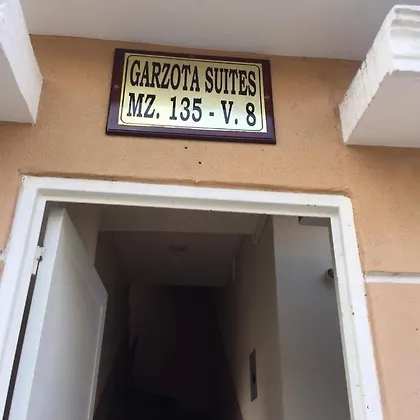 GARZOTA SUITES
MZ. 135 - V. 8